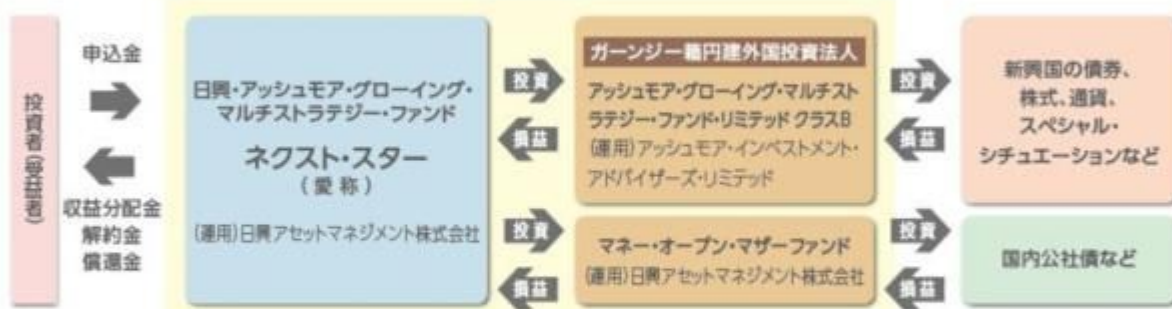 投資者(受益者)
申込金
収益分配金
解約金
償還金
日興・アッシュモア・グローイング・
マルチストラテジー・ファンド
ネクスト・スター
(愛称)
(運用)日興アセットマネジメント株式会社
投資
損益
投資
損益
ガーンジー籍円建外国投資法人
アッシュモア・グローイング・マルチスト
ラテジー・ファンド・リミテッド クラスB
(運用)アッシュモア・インベストメント・
アドバイザーズ・リミテッド
マネー・オープン・マザーファンド
(運用)日興アセットマネジメント株式会社
投資
損益
投資
損益
新興国の債券、
株式、通貨、
スペシャル・
シチュエーションなど
国内公社債など